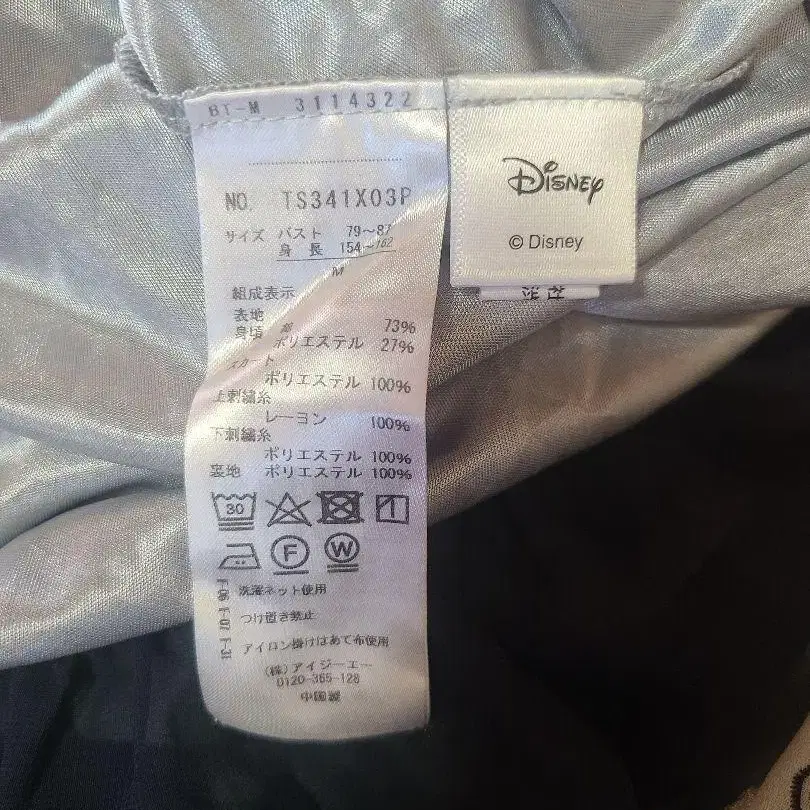 BT-M 3114322
NO. TS341X03P
サイズ バスト 79〜87
身長 154〜162
M
組成表示
表地
身頃 綿 73%
ポリエステル 27%
スカート
ポリエステル 100%
上刺繍糸
レーヨン 100%
下刺繍糸
ポリエステル 100%
裏地 ポリエステル 100%
30
F W
F-06 F-07 F-31
洗濯ネット使用
つけ置き禁止
アイロン掛けはあて布使用
(株)アイジーエー
0120-365-128
中国製
Disney
© Disney